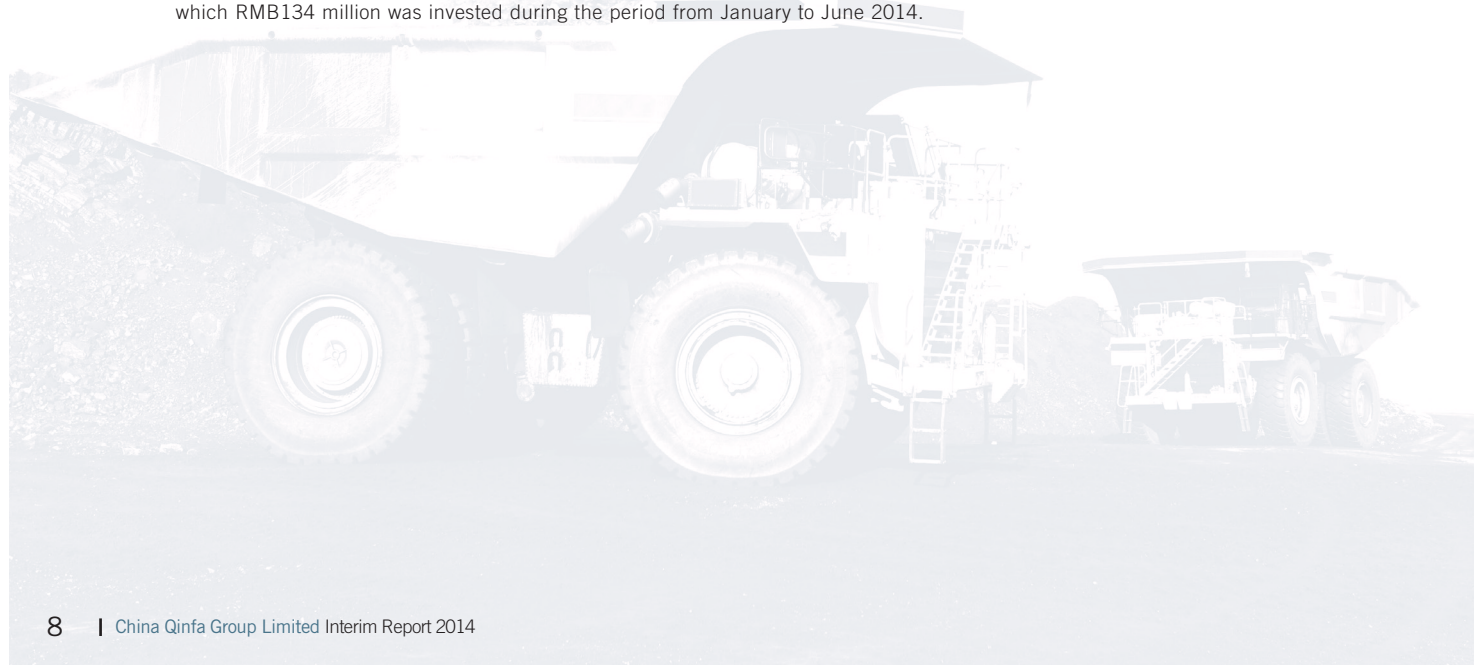 which RMB134 million was invested during the period from January to June 2014.
8 | China Qinfa Group Limited Interim Report 2014